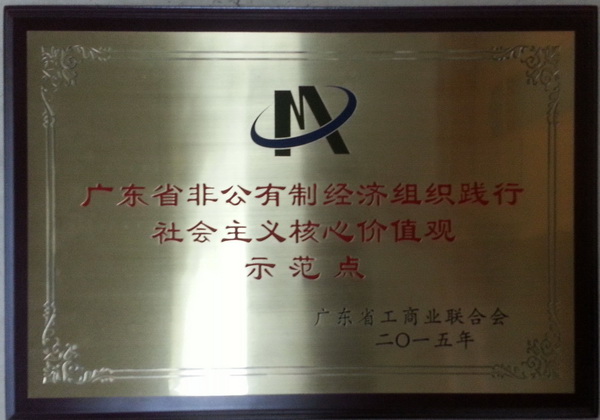 广东省非公有制经济组织践行
社会主义核心价值观
示范点
广东省工商业联合会
二〇一五年